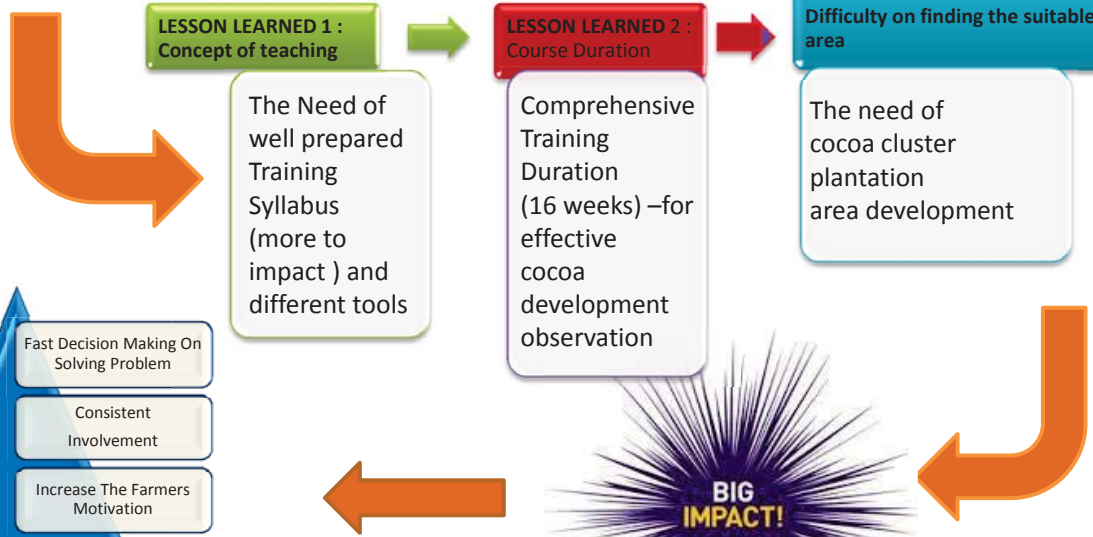 LESSON LEARNED 1 :
Concept of teaching
The Need of
well prepared
Training
Syllabus
(more to
impact ) and
different tools
LESSON LEARNED 2 :
Course Duration
Comprehensive
Training
Duration
(16 weeks) –for
effective
cocoa
development
observation
Difficulty on finding the suitable
area
The need of
cocoa cluster
plantation
area development
BIG
IMPACT!
Fast Decision Making On
Solving Problem
Consistent
Involvement
Increase The Farmers
Motivation